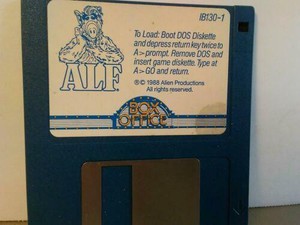 IB130-1
To Load: Boot DOS Diskette
and depress return key twice to
A:> prompt. Remove DOS and
insert game diskette. Type at
A:> GO and return.
®© 1988 Alien Productions
All rights reserved.
ALF
BOX
OFFICE